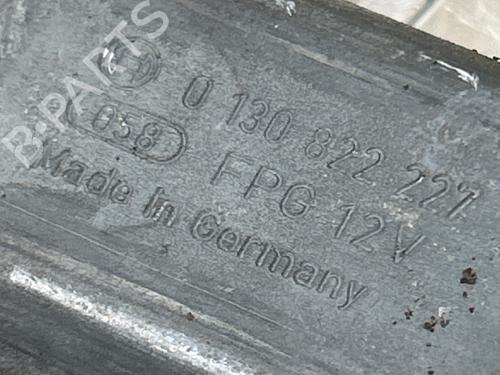 0 130 822 227
058 FPG 12V
Made in Germany
B-PARTS